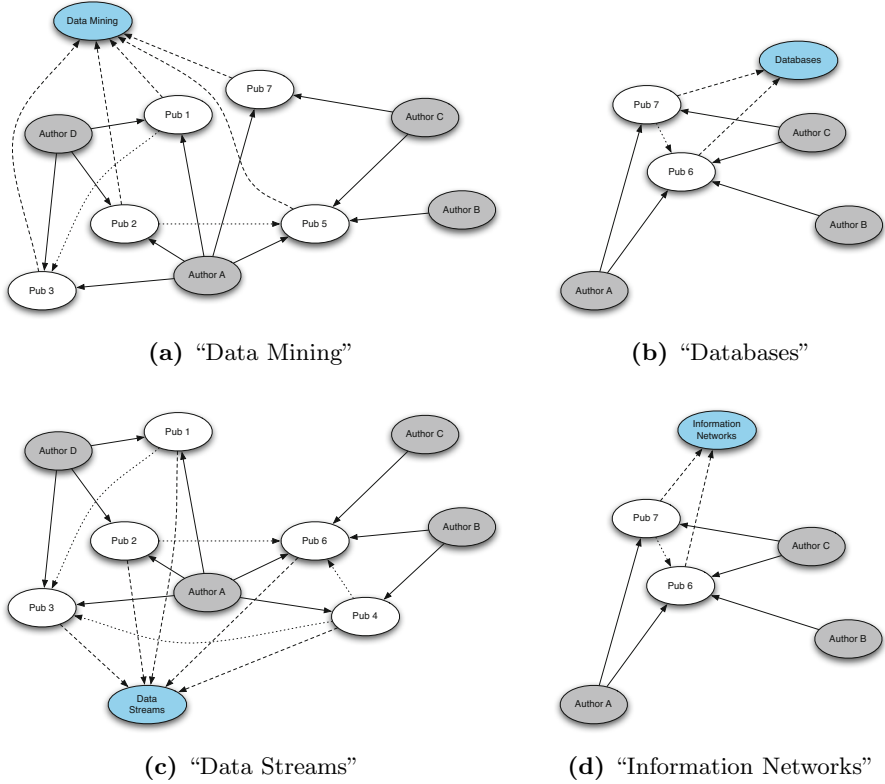 Data Mining
Pub 7
Pub 1
Author D
Author C
Pub 2
Pub 5
Author B
Author A
Pub 3
(a) “Data Mining”
Databases
Pub 7
Author C
Pub 6
Author B
Author A
(b) “Databases”
Pub 1
Author D
Author C
Pub 2
Pub 6
Author B
Author A
Pub 3
Pub 4
Data
Streams
(c) “Data Streams”
Information
Networks
Pub 7
Author C
Pub 6
Author B
Author A
(d) “Information Networks”